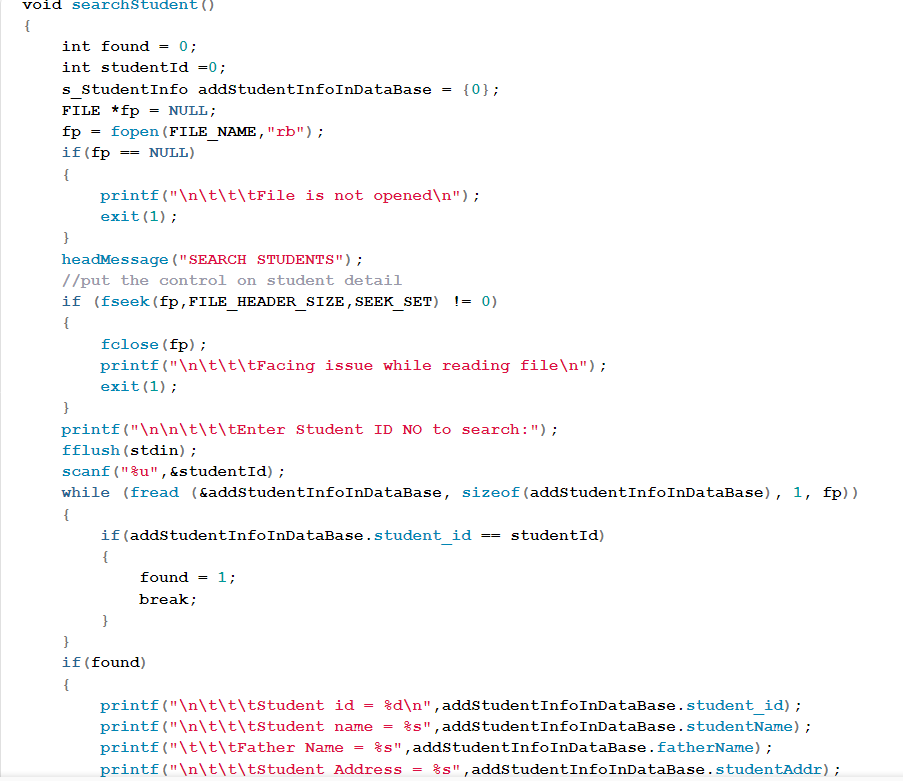 void searchStudent()
{
    int found = 0;
    int studentId =0;
    s_StudentInfo addStudentInfoInDataBase = {0};
    FILE *fp = NULL;
    fp = fopen(FILE_NAME,"rb");
    if(fp == NULL)
    {
        printf("\n\t\t\tFile is not opened\n");
        exit(1);
    }
    headMessage("SEARCH STUDENTS");
    //put the control on student detail
    if (fseek(fp,FILE_HEADER_SIZE,SEEK_SET) != 0)
    {
        fclose(fp);
        printf("\n\t\t\tFacing issue while reading file\n");
        exit(1);
    }
    printf("\n\n\t\t\tEnter Student ID NO to search:");
    fflush(stdin);
    scanf("%u",&studentId);
    while (fread (&addStudentInfoInDataBase, sizeof(addStudentInfoInDataBase), 1, fp))
    {
        if(addStudentInfoInDataBase.student_id == studentId)
        {
            found = 1;
            break;
        }
    }
    if(found)
    {
        printf("\n\t\t\tStudent id = %d\n",addStudentInfoInDataBase.student_id);
        printf("\n\t\t\tStudent name = %s",addStudentInfoInDataBase.studentName);
        printf("\t\t\tFather Name = %s",addStudentInfoInDataBase.fatherName);
        printf("\n\t\t\tStudent Address = %s",addStudentInfoInDataBase.studentAddr);